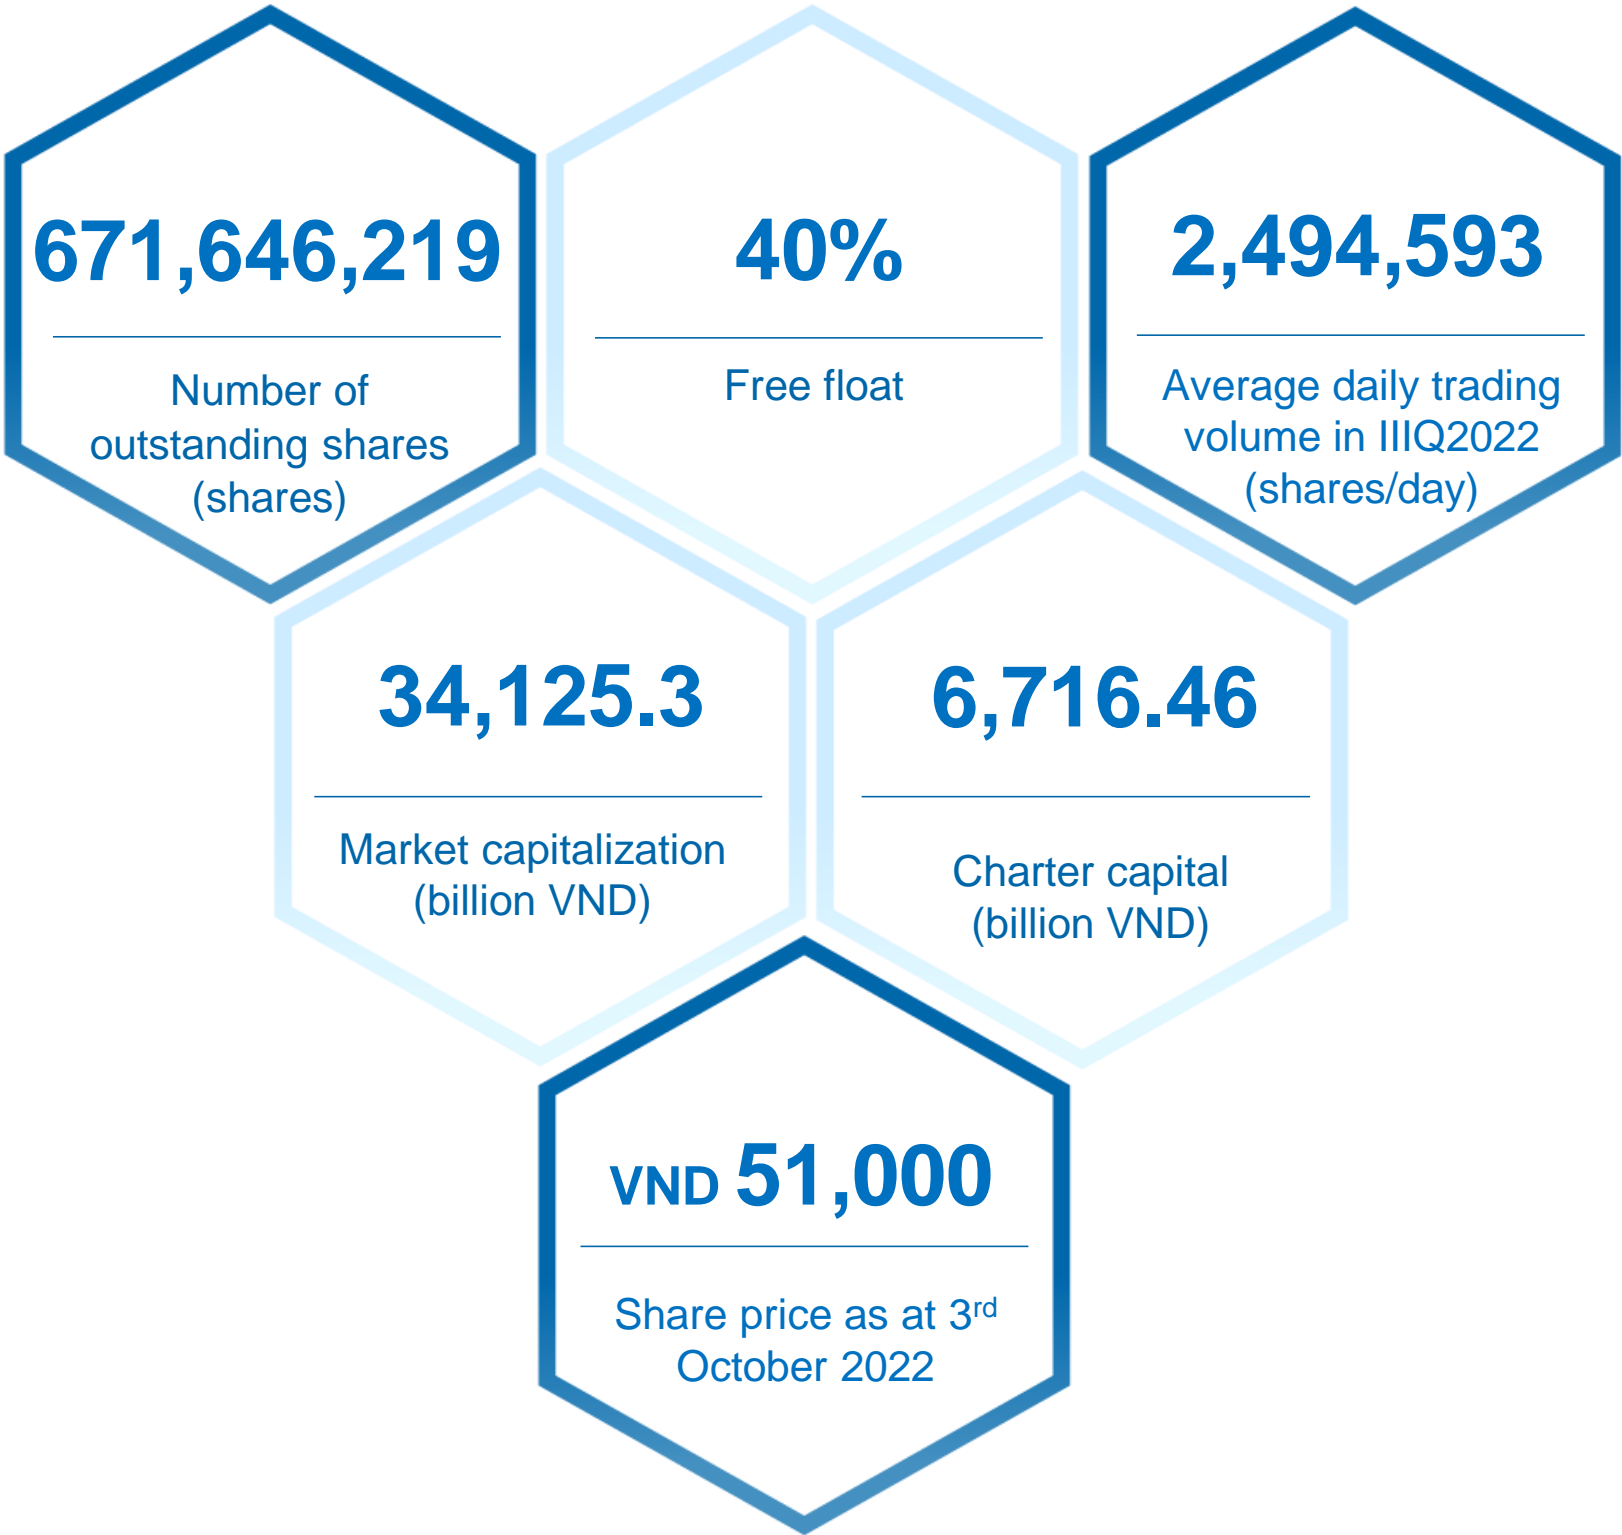 671,646,219
Number of
outstanding shares
(shares)
40%
Free float
2,494,593
Average daily trading
volume in IIIQ2022
(shares/day)
34,125.3
Market capitalization
(billion VND)
6,716.46
Charter capital
(billion VND)
VND 51,000
Share price as at 3rd
October 2022